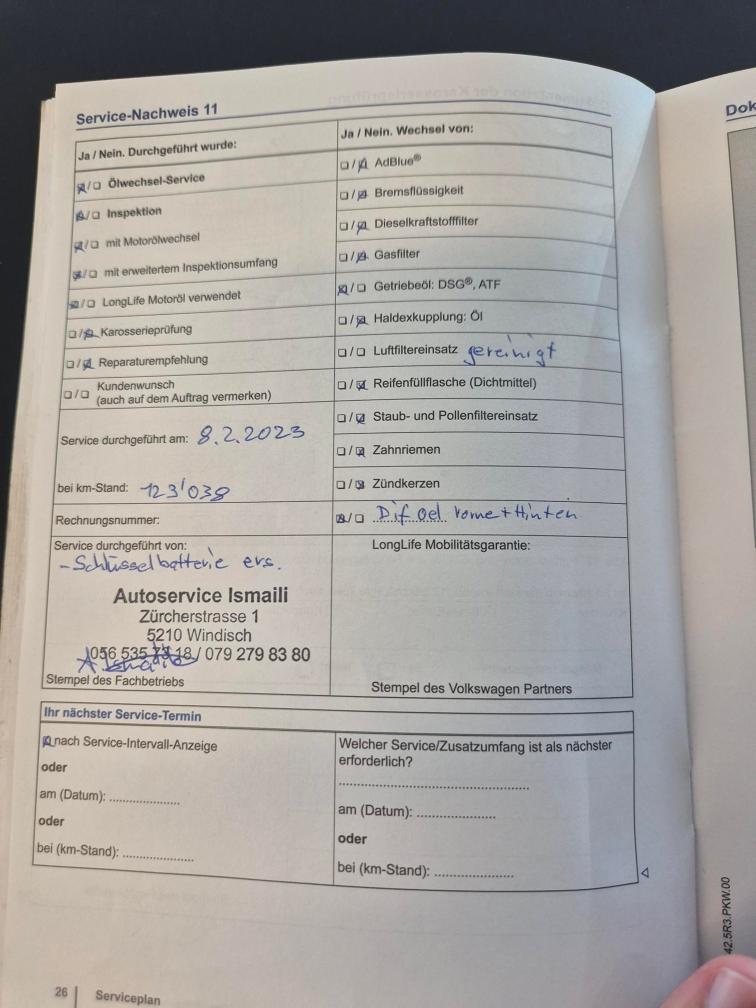 Service-Nachweis 11
Ja / Nein. Durchgeführt wurde:
☒/☐ Ölwechsel-Service
☒/☐ Inspektion
☒/☐ mit Motorölwechsel
☒/☐ mit erweitertem Inspektionsumfang
☒/☐ LongLife Motoröl verwendet
☐/☒ Karosserieprüfung
☐/☒ Reparaturempfehlung
☐/☐ Kundenwunsch
(auch auf dem Auftrag vermerken)
Service durchgeführt am: 8.2.2023
bei km-Stand: 123'038
Rechnungsnummer:
Service durchgeführt von:
- Schlüsselbatterie ers.
Autoservice Ismaili
Zürcherstrasse 1
5210 Windisch
056 535 73 18 / 079 279 83 80
Stempel des Fachbetriebs
Ja / Nein. Wechsel von:
☐/☒ AdBlue®
☐/☒ Bremsflüssigkeit
☐/☒ Dieselkraftstofffilter
☐/☒ Gasfilter
☒/☐ Getriebeöl: DSG®, ATF
☐/☒ Haldexkupplung: Öl
☐/☐ Luftfiltereinsatz gereinigt
☐/☒ Reifenfüllflasche (Dichtmittel)
☐/☒ Staub- und Pollenfiltereinsatz
☐/☒ Zahnriemen
☐/☒ Zündkerzen
☒/☐ Dif Oel vorne + Hinten
LongLife Mobilitätsgarantie:
Stempel des Volkswagen Partners
Ihr nächster Service-Termin
☒ nach Service-Intervall-Anzeige
oder
am (Datum): ....................
oder
bei (km-Stand): ....................
Welcher Service/Zusatzumfang ist als nächster
erforderlich?
..................................................
am (Datum): ....................
oder
bei (km-Stand): ....................
26 | Serviceplan
Dok
42.5R3.PKW.00